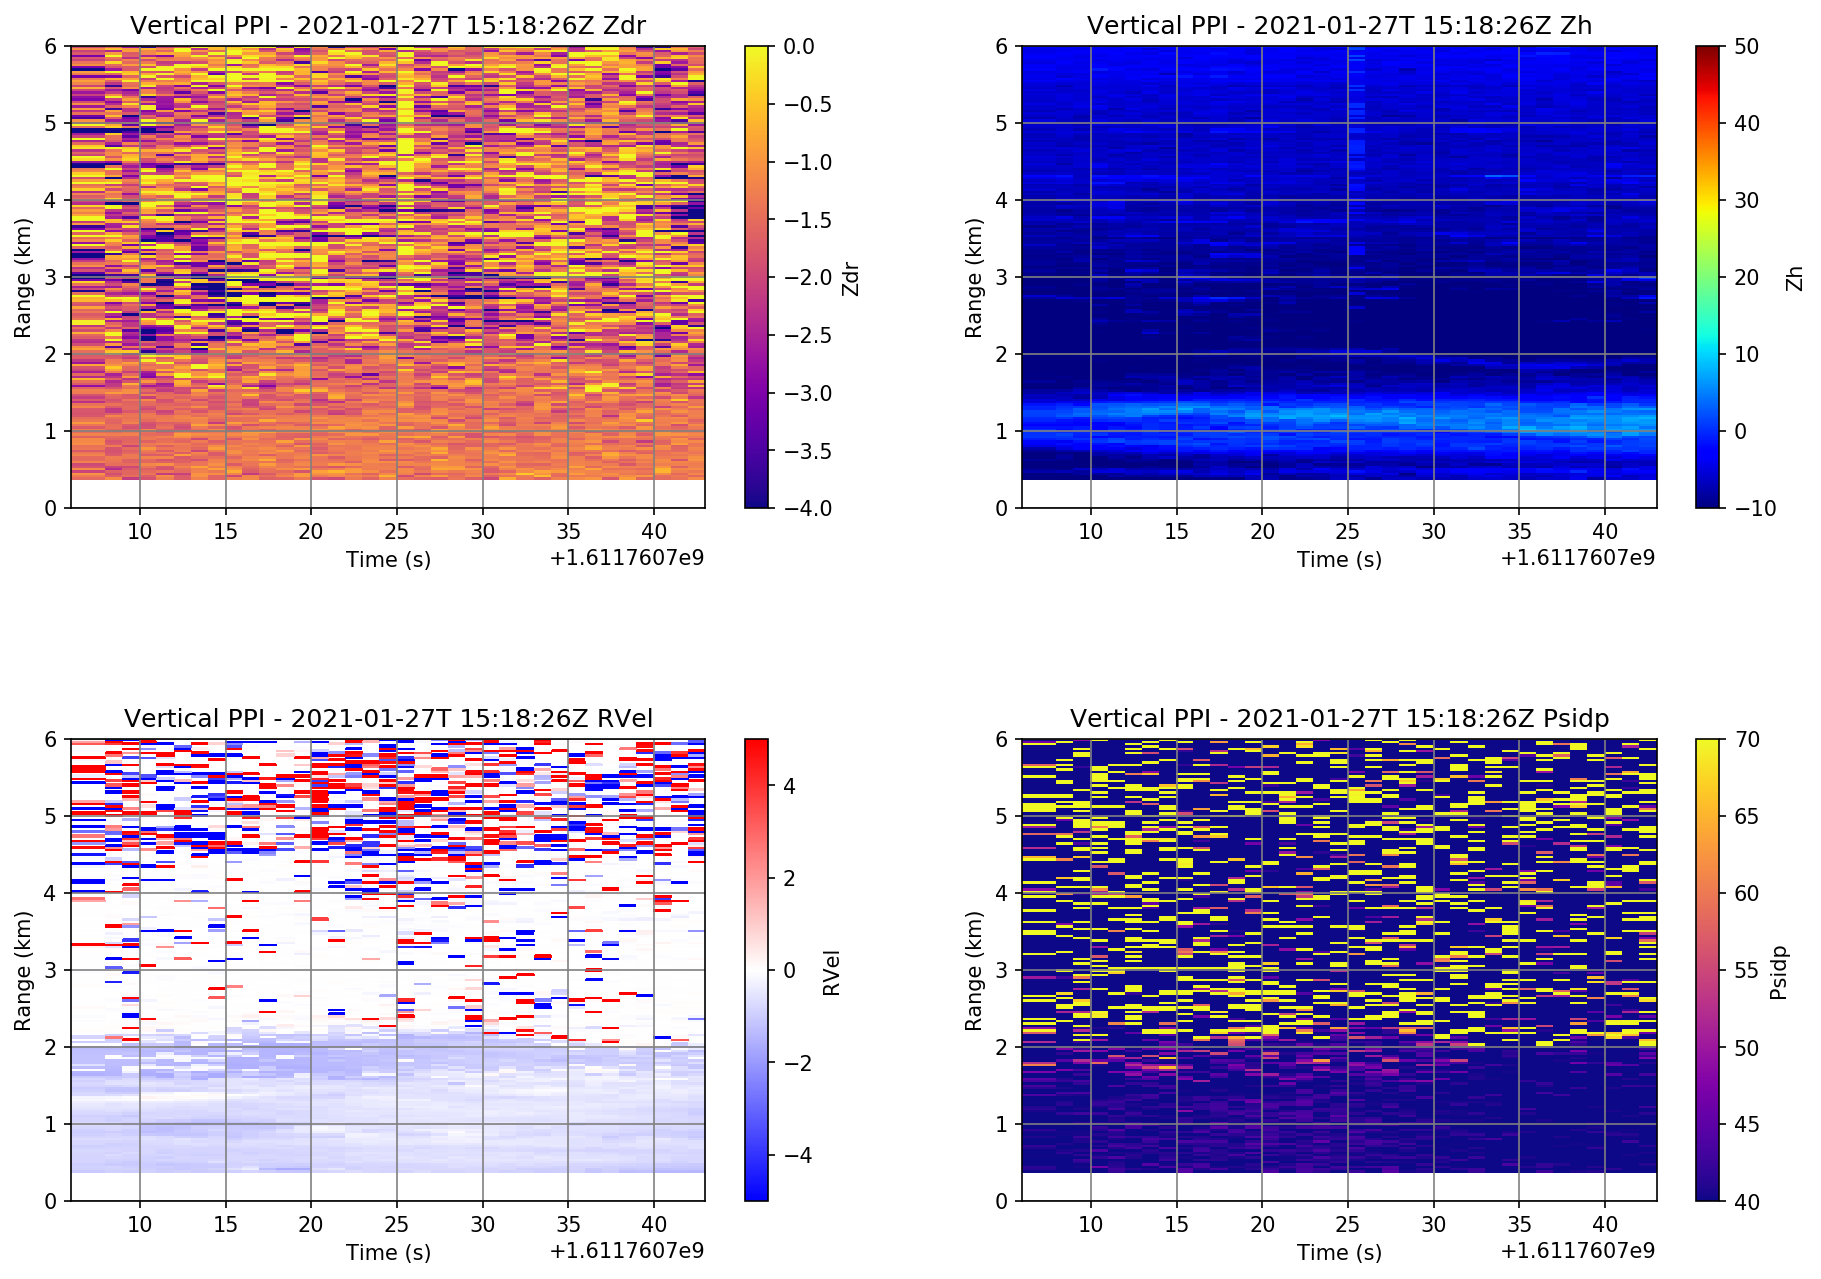 Vertical PPI - 2021-01-27T 15:18:26Z Zdr
6
5
4
3
2
1
0
Range (km)
10 15 20 25 30 35 40
Time (s)
+1.6117607e9
0.0
−0.5
−1.0
−1.5
−2.0
−2.5
−3.0
−3.5
−4.0
Zdr
Vertical PPI - 2021-01-27T 15:18:26Z Zh
6
5
4
3
2
1
0
Range (km)
10 15 20 25 30 35 40
Time (s)
+1.6117607e9
50
40
30
20
10
0
−10
Zh
Vertical PPI - 2021-01-27T 15:18:26Z RVel
6
5
4
3
2
1
0
Range (km)
10 15 20 25 30 35 40
Time (s)
+1.6117607e9
4
2
0
−2
−4
RVel
Vertical PPI - 2021-01-27T 15:18:26Z Psidp
6
5
4
3
2
1
0
Range (km)
10 15 20 25 30 35 40
Time (s)
+1.6117607e9
70
65
60
55
50
45
40
Psidp